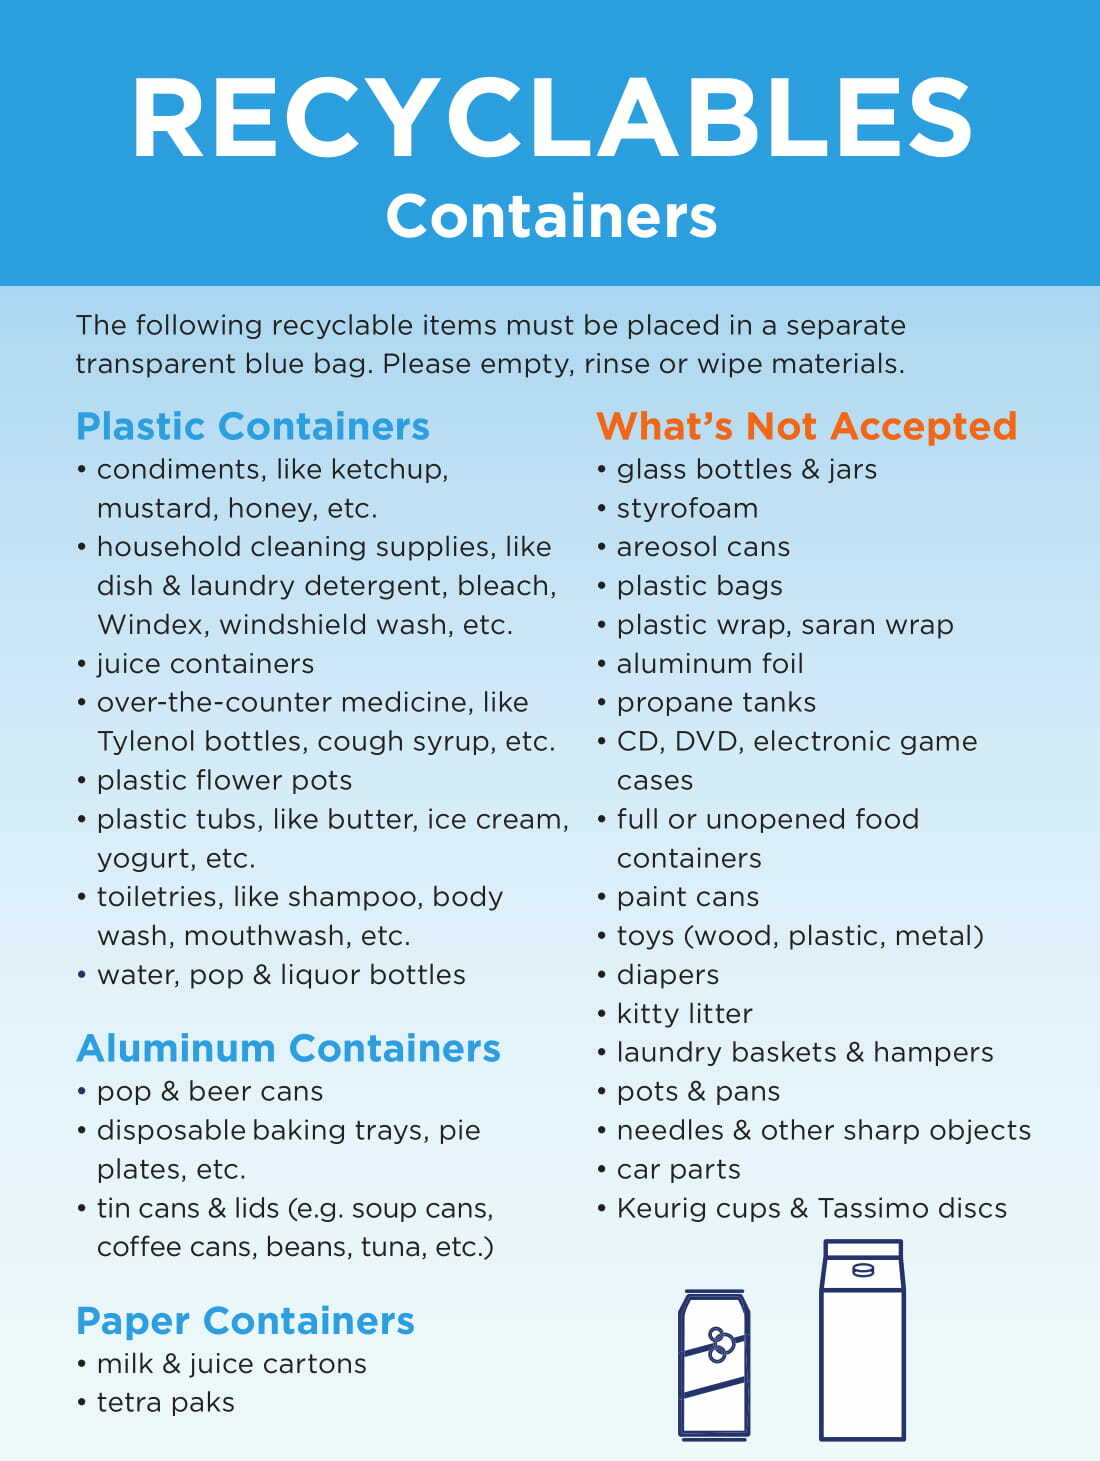 RECYCLABLES
Containers
The following recyclable items must be placed in a separate
transparent blue bag. Please empty, rinse or wipe materials.
Plastic Containers
• condiments, like ketchup,
mustard, honey, etc.
• household cleaning supplies, like
dish & laundry detergent, bleach,
Windex, windshield wash, etc.
• juice containers
• over-the-counter medicine, like
Tylenol bottles, cough syrup, etc.
• plastic flower pots
• plastic tubs, like butter, ice cream,
yogurt, etc.
• toiletries, like shampoo, body
wash, mouthwash, etc.
• water, pop & liquor bottles
Aluminum Containers
• pop & beer cans
• disposable baking trays, pie
plates, etc.
• tin cans & lids (e.g. soup cans,
coffee cans, beans, tuna, etc.)
Paper Containers
• milk & juice cartons
• tetra paks
What's Not Accepted
• glass bottles & jars
• styrofoam
• areosol cans
• plastic bags
• plastic wrap, saran wrap
• aluminum foil
• propane tanks
• CD, DVD, electronic game
cases
• full or unopened food
containers
• paint cans
• toys (wood, plastic, metal)
• diapers
• kitty litter
• laundry baskets & hampers
• pots & pans
• needles & other sharp objects
• car parts
• Keurig cups & Tassimo discs